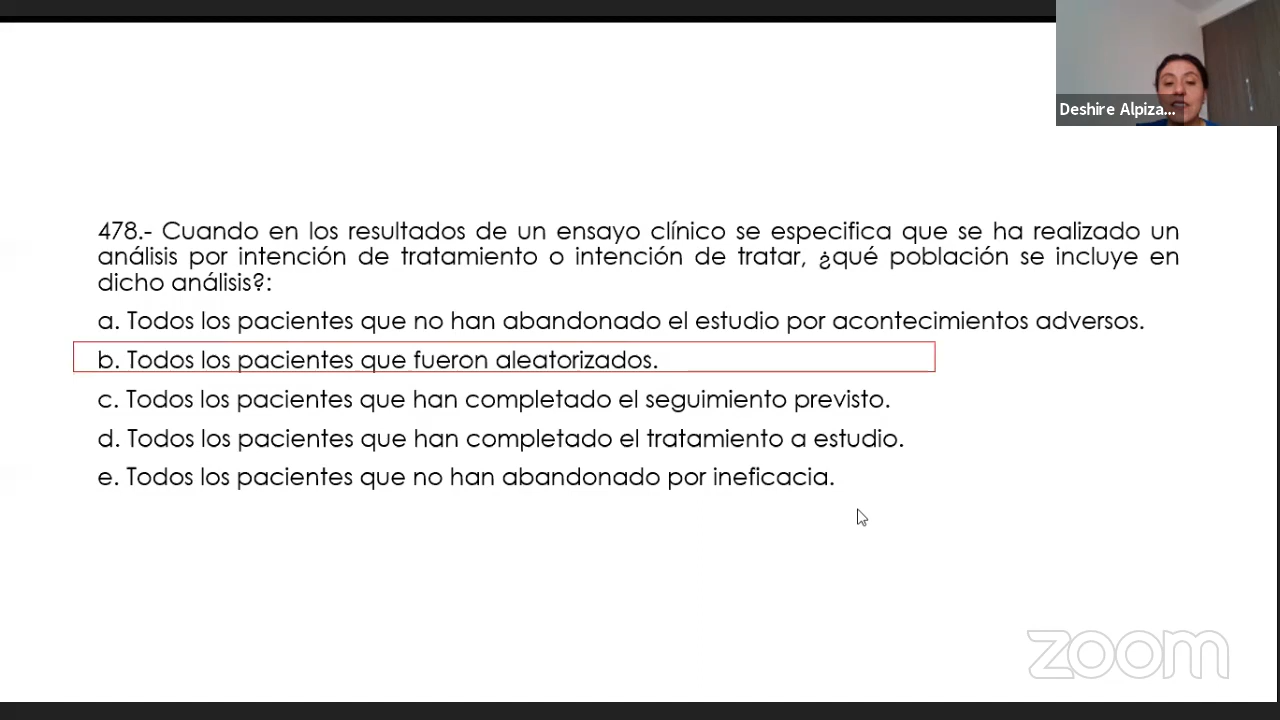 Deshire Alpiza...
478.- Cuando en los resultados de un ensayo clínico se especifica que se ha realizado un
análisis por intención de tratamiento o intención de tratar, ¿qué población se incluye en
dicho análisis?:
a. Todos los pacientes que no han abandonado el estudio por acontecimientos adversos.
b. Todos los pacientes que fueron aleatorizados.
c. Todos los pacientes que han completado el seguimiento previsto.
d. Todos los pacientes que han completado el tratamiento a estudio.
e. Todos los pacientes que no han abandonado por ineficacia.
zoom